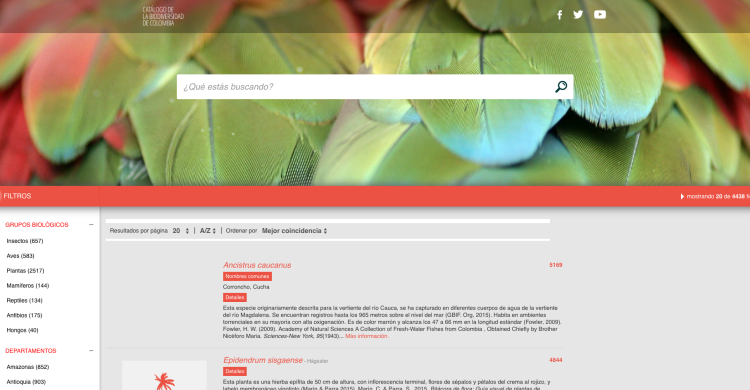 CATÁLOGO DE
LA BIODIVERSIDAD
DE COLOMBIA
¿Qué estás buscando?
FILTROS
mostrando 20 de 4438
GRUPOS BIOLÓGICOS
Insectos (657)
Aves (583)
Plantas (2517)
Mamíferos (144)
Reptiles (134)
Anfibios (175)
Hongos (40)
DEPARTAMENTOS
Amazonas (852)
Antioquia (903)
Resultados por página 20 | A/Z | Ordenar por Mejor coincidencia
Ancistrus caucanus 5169
Nombres comunes
Corroncho, Cucha
Detalles
Esta especie originariamente descrita para la vertiente del río Cauca, se ha capturado en diferentes cuerpos de agua de la vertiente
del río Magdalena. Se encuentran registros hasta los 965 metros sobre el nivel del mar (GBIF. Org, 2015). Habita en ambientes
torrenciales en su mayoría con alta oxigenación. Es de color marrón y alcanza los 47 a 66 mm en la longitud estándar (Fowler, 2009).
Fowler, H. W. (2009). Academy of Natural Sciences A Collection of Fresh-Water Fishes from Colombia , Obtained Chiefly by Brother
Nicéforo Maria. Sciences-New York, 95(1943)... Más información
Epidendrum sisgaense - Hágsater 4844
Detalles
Esta planta es una hierba epífita de 50 cm de altura, con inflorescencia terminal, flores de sépalos y pétalos del crema al rojizo, y
labelo membranáceo vinotinto (Mario A Parra 2015). Mario, C. A. Parra, S., 2015. Bitácora de flora: Guía visual de plantas de